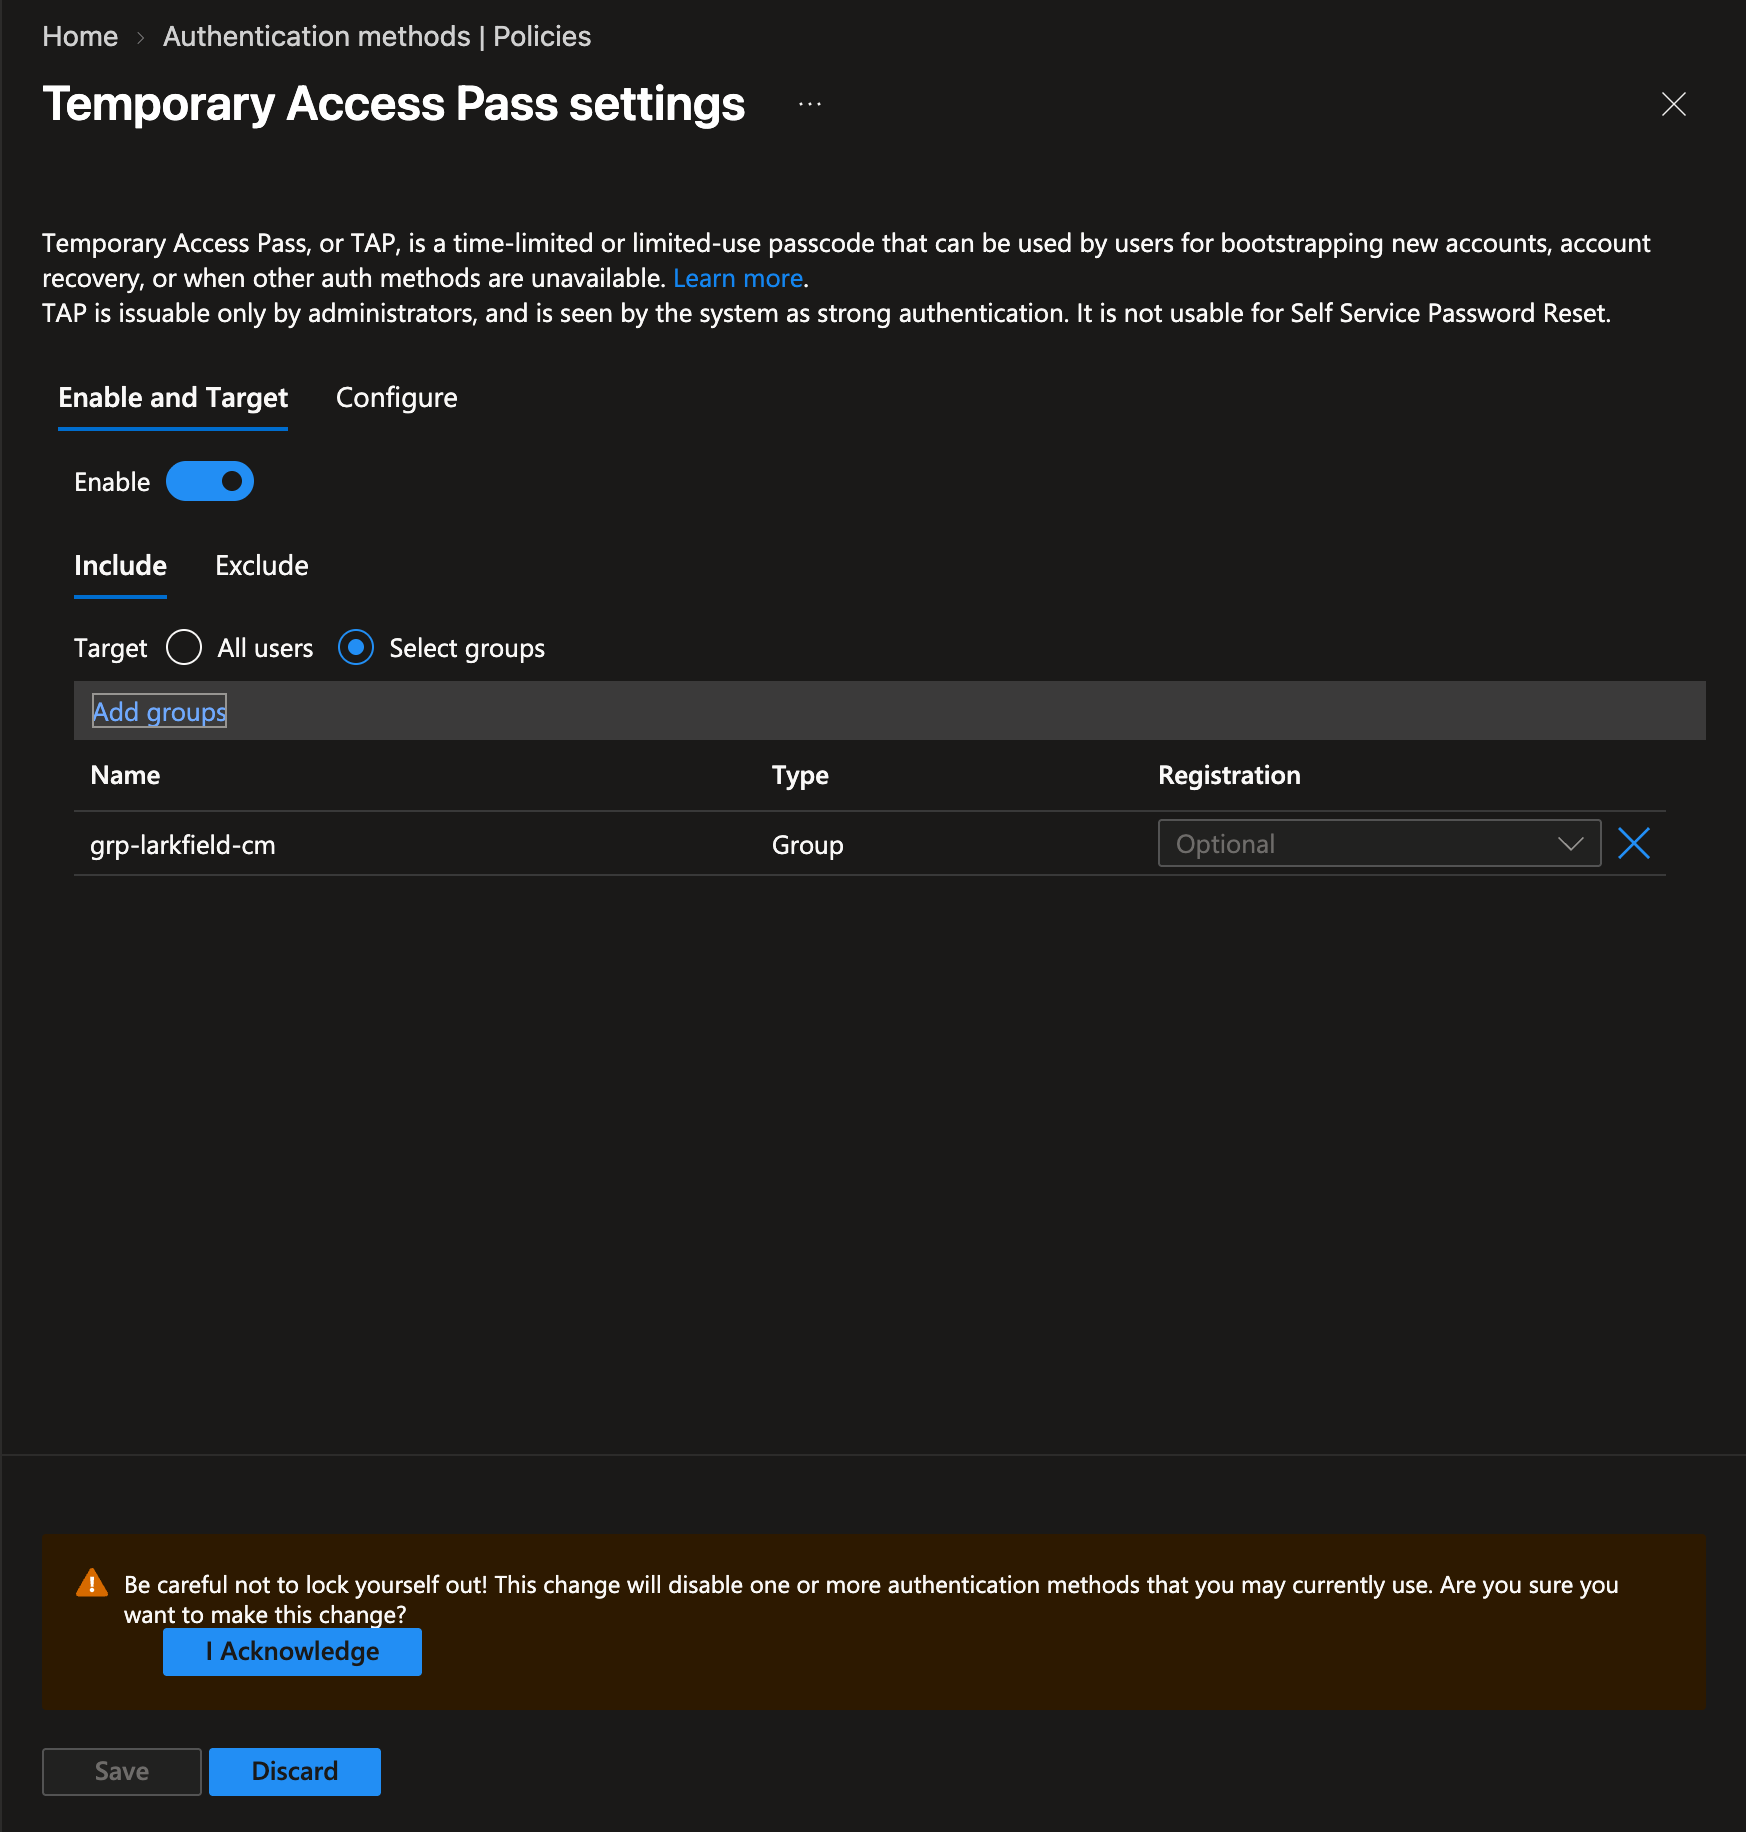 Home > Authentication methods | Policies
Temporary Access Pass settings ...
Temporary Access Pass, or TAP, is a time-limited or limited-use passcode that can be used by users for bootstrapping new accounts, account
recovery, or when other auth methods are unavailable. Learn more.
TAP is issuable only by administrators, and is seen by the system as strong authentication. It is not usable for Self Service Password Reset.
Enable and Target Configure
Enable
Include Exclude
Target All users Select groups
Add groups
Name Type Registration
grp-larkfield-cm Group Optional
Be careful not to lock yourself out! This change will disable one or more authentication methods that you may currently use. Are you sure you
want to make this change?
I Acknowledge
Save Discard